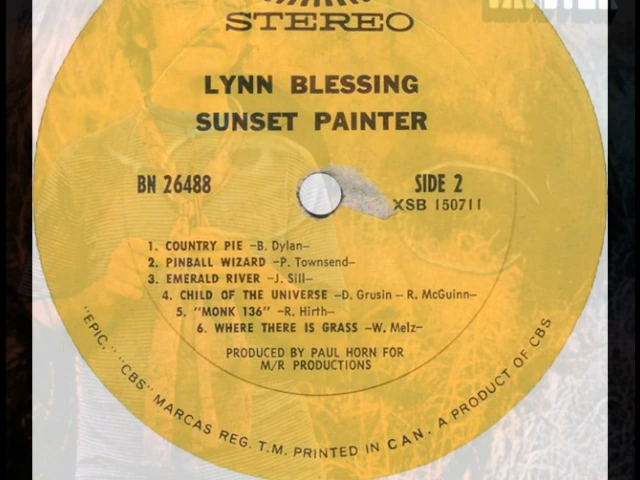 STEREO
LYNN BLESSING
SUNSET PAINTER
BN 26488
SIDE 2
XSB 150711
1. COUNTRY PIE -B. Dylan-
2. PINBALL WIZARD -P. Townsend-
3. EMERALD RIVER -J. Sill-
4. CHILD OF THE UNIVERSE -D. Grusin - R. McGuinn-
5. "MONK 136" -R. Hirth-
6. WHERE THERE IS GRASS -W. Melz-
PRODUCED BY PAUL HORN FOR
M/R PRODUCTIONS
"EPIC," "CBS" MARCAS REG. T.M. PRINTED IN CAN. A PRODUCT OF CBS